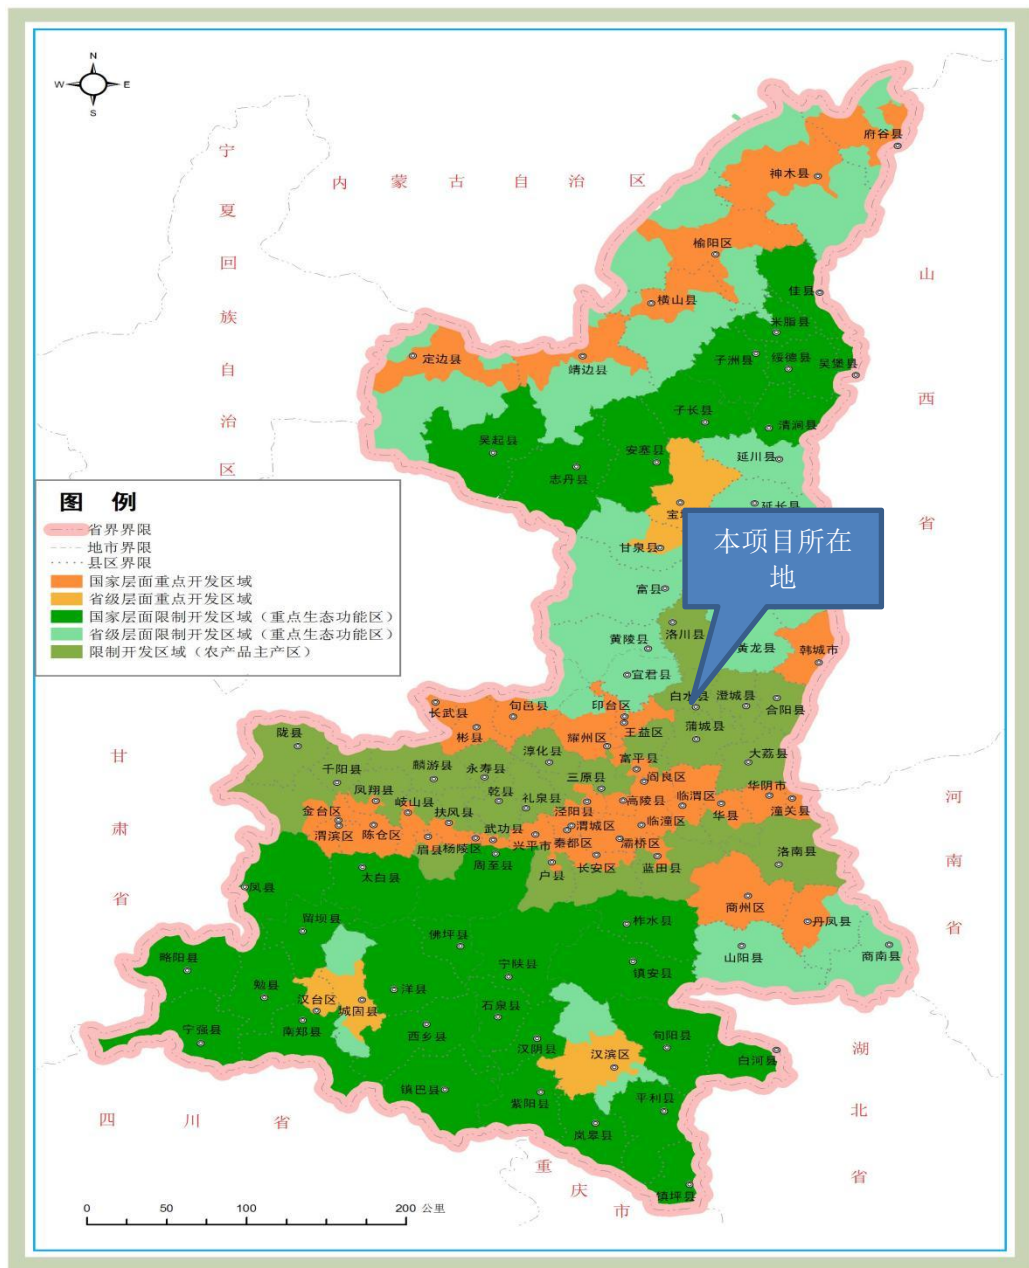 N
W
E
S
宁夏回族自治区
内蒙古自治区
山西省
府谷县
神木县
榆阳区
佳县
横山县
米脂县
定边县
靖边县
子洲县
绥德县
吴堡县
子长县
清涧县
吴起县
安塞县
志丹县
延川县
延长县
宝
甘泉县
本项目所在
地
富县
洛川县
黄陵县
黄龙县
韩城市
宜君县
图 例
省界界限
地市界限
县区界限
国家层面重点开发区域
省级层面重点开发区域
国家层面限制开发区域(重点生态功能区)
省级层面限制开发区域(重点生态功能区)
限制开发区域(农产品主产区)
白水县
澄城县
合阳县
长武县
旬邑县
印台区
彬县
王益区
蒲城县
耀州区
陇县
淳化县
富平县
大荔县
千阳县
麟游县
永寿县
三原县
阎良区
凤翔县
岐山县
乾县
礼泉县
泾阳县
高陵县
临渭区
华阴市
潼关县
华县
金台区
渭滨区
陈仓区
扶风县
武功县
渭城区
临潼区
眉县
杨陵区
兴平市
秦都区
灞桥区
周至县
户县
长安区
蓝田县
洛南县
甘肃省
河南省
太白县
凤县
商州区
丹凤县
留坝县
佛坪县
柞水县
山阳县
商南县
略阳县
宁陕县
镇安县
勉县
汉台区
城固县
洋县
石泉县
宁强县
南郑县
西乡县
汉阴县
汉滨区
旬阳县
白河县
镇巴县
紫阳县
平利县
岚皋县
镇坪县
湖北省
四川省
重庆市
0 50 100 200 公里